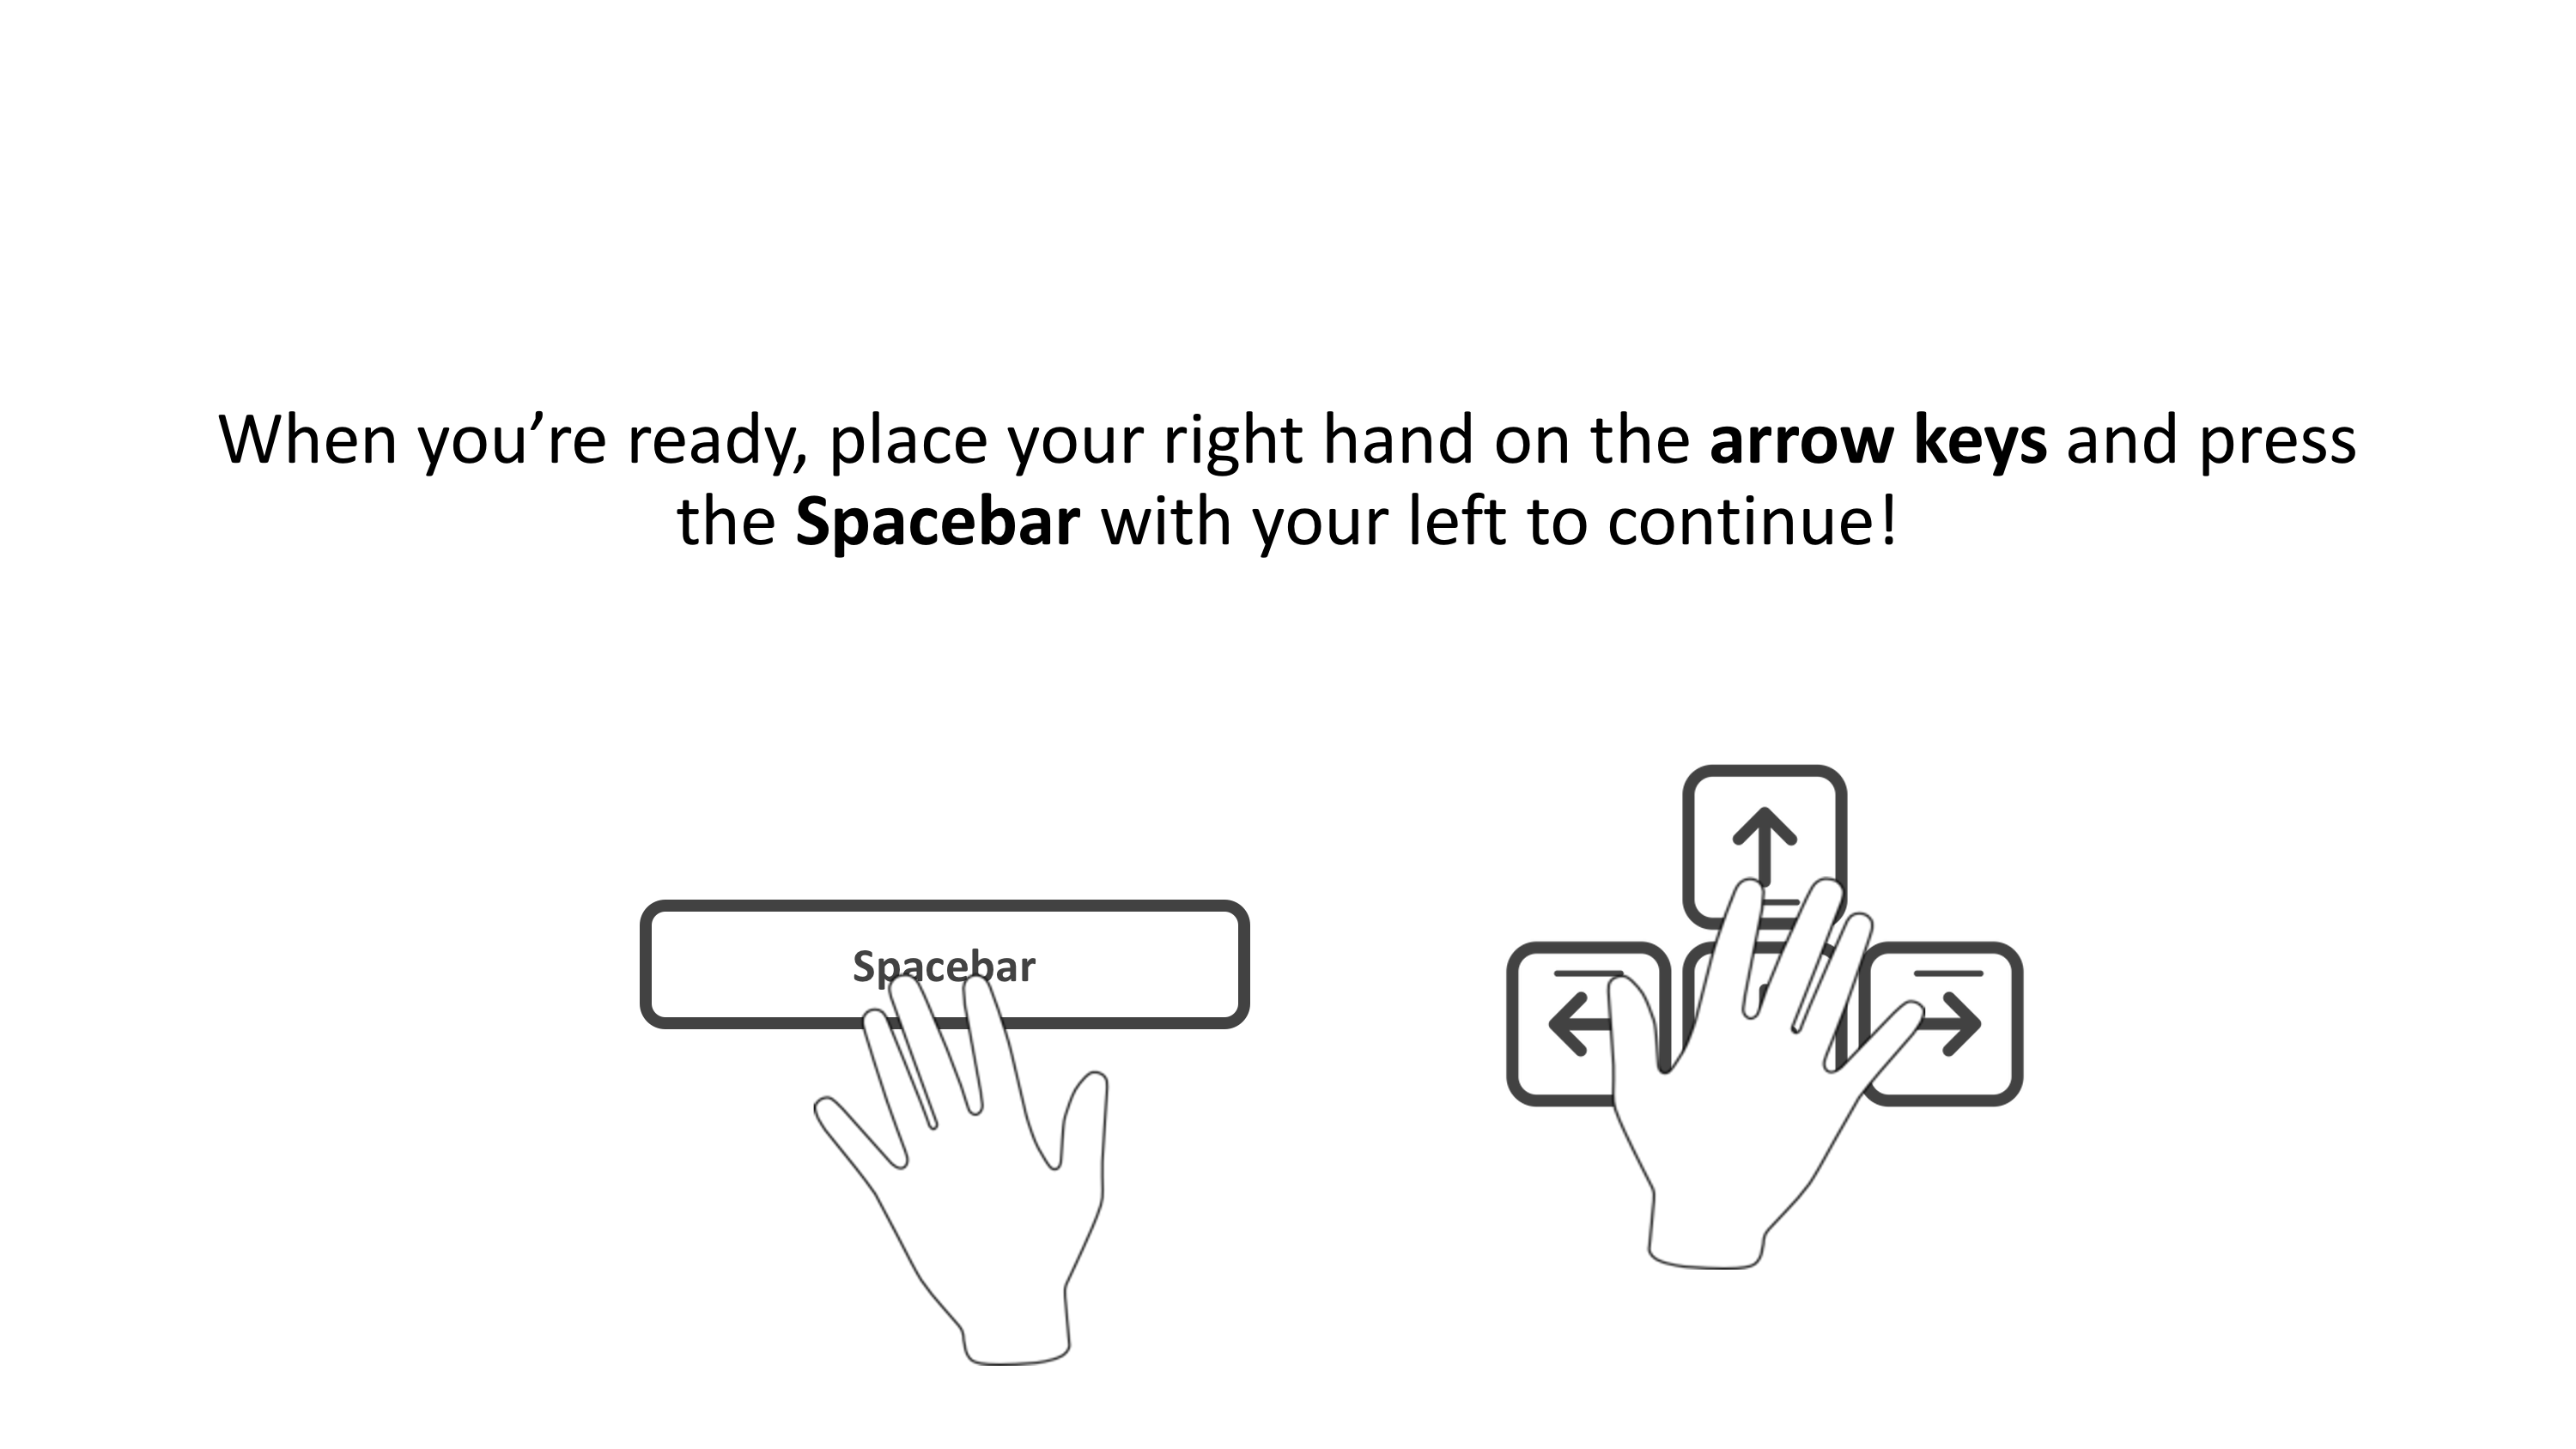 When you’re ready, place your right hand on the arrow keys and press
the Spacebar with your left to continue!
Spacebar